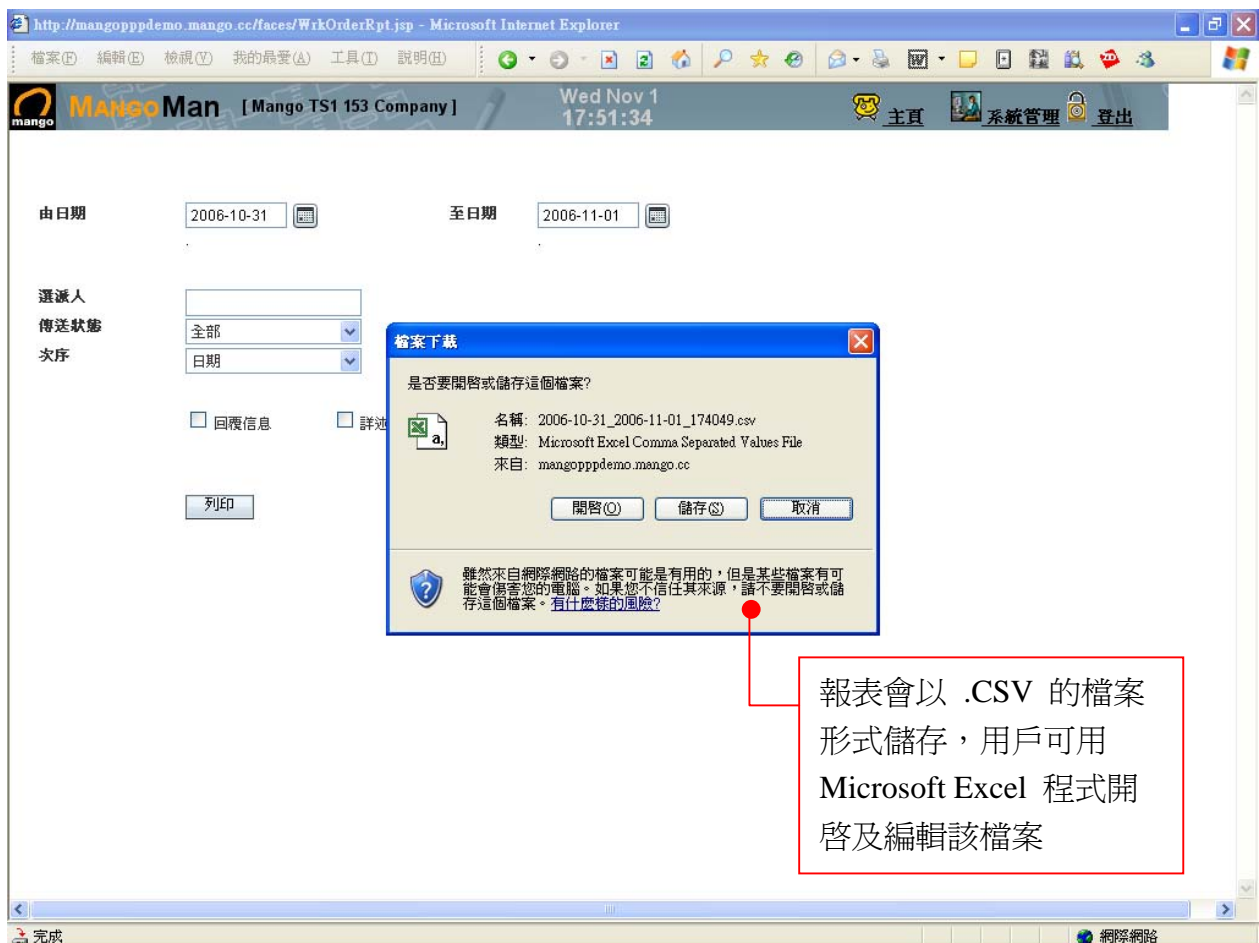 http://mangopppdemo.mango.cc/faces/WrkOrderRpt.jsp - Microsoft Internet Explorer
檔案(F) 編輯(E) 檢視(V) 我的最愛(A) 工具(T) 說明(H)
mango MANGO Man [ Mango TS1 153 Company ] Wed Nov 1 主頁 系統管理 登出
17:51:34
由日期 2006-10-31 至日期 2006-11-01
選派人
傳送狀態 全部
次序 日期
檔案下載
是否要開啓或儲存這個檔案?
回覆信息 詳述
名稱: 2006-10-31_2006-11-01_174049.csv
類型: Microsoft Excel Comma Separated Values File
來自: mangopppdemo.mango.cc
列印
開啓(O) 儲存(S) 取消
雖然來自網際網路的檔案可能是有用的，但是某些檔案有可
能會傷害您的電腦。如果您不信任其來源，請不要開啓或儲
存這個檔案。有什麼樣的風險?
報表會以 .CSV 的檔案
形式儲存，用戶可用
Microsoft Excel 程式開
啓及編輯該檔案
完成 網際網路